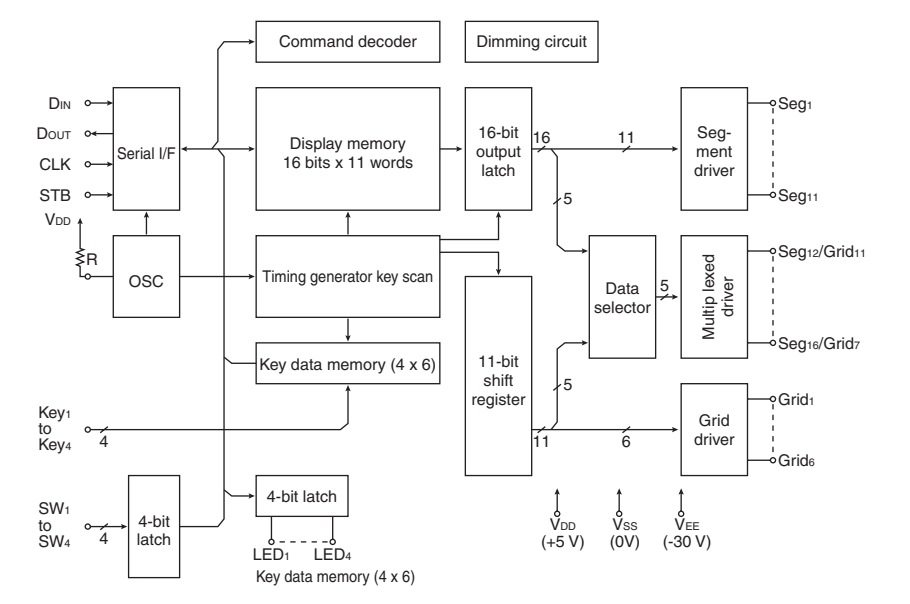 Command decoder
Dimming circuit
DIN
DOUT
CLK
STB
VDD
R
Serial I/F
OSC
Display memory
16 bits x 11 words
Timing generator key scan
Key data memory (4 x 6)
16-bit
output
latch
16
11
5
Seg-
ment
driver
Seg1
Seg11
Data
selector
5
Multip lexed
driver
Seg12/Grid11
Seg16/Grid7
11-bit
shift
register
5
11
6
Grid
driver
Grid1
Grid6
Key1
to
Key4
4
SW1
to
SW4
4
4-bit
latch
4-bit latch
LED1
LED4
Key data memory (4 x 6)
VDD
(+5 V)
VSS
(0V)
VEE
(-30 V)